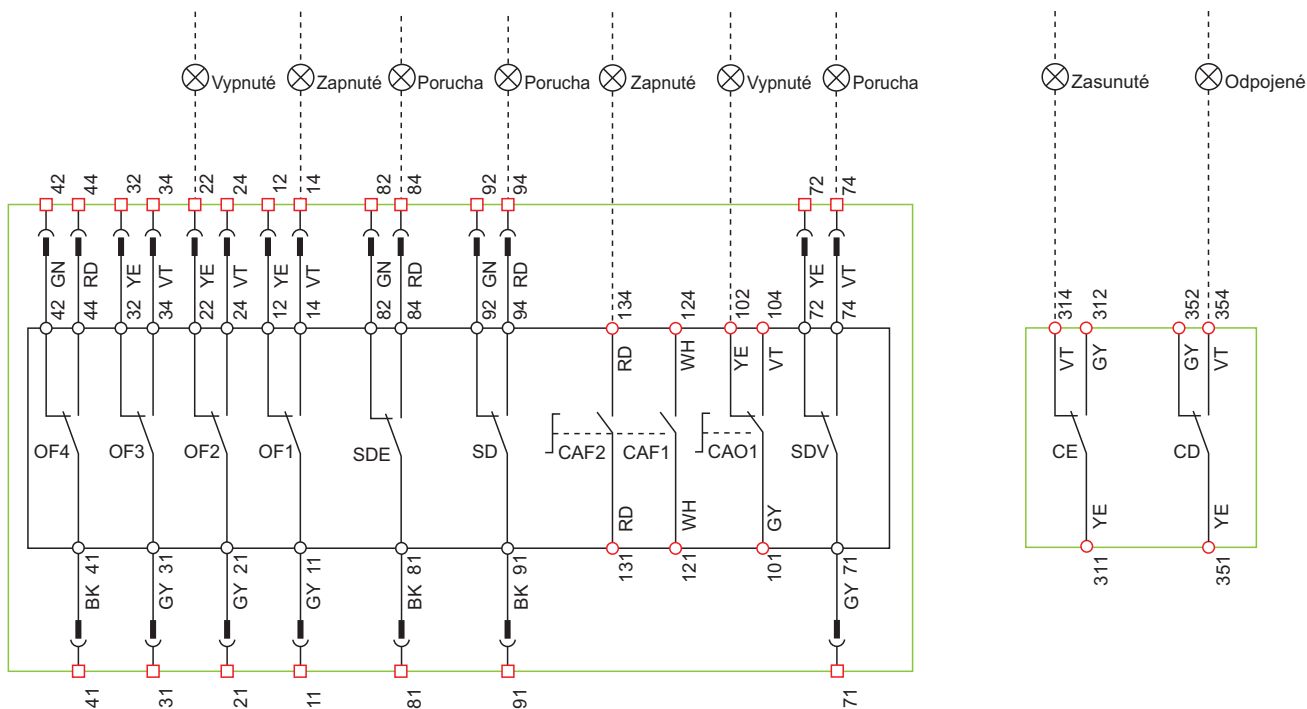 Vypnuté Zapnuté Porucha Porucha Zapnuté Vypnuté Porucha Zasunuté Odpojené
42 44 32 34 22 24 12 14 82 84 92 94 72 74
GN RD YE VT YE VT YE VT GN RD GN RD YE VT
42 44 32 34 22 24 12 14 82 84 92 94 134 124 102 104 72 74 314 312 352 354
RD WH YE VT VT GY GY VT
OF4 OF3 OF2 OF1 SDE SD CAF2 CAF1 CAO1 SDV CE CD
RD WH GY YE YE
BK 41 GY 31 GY 21 GY 11 BK 81 BK 91 131 121 101 GY 71 311 351
41 31 21 11 81 91 71